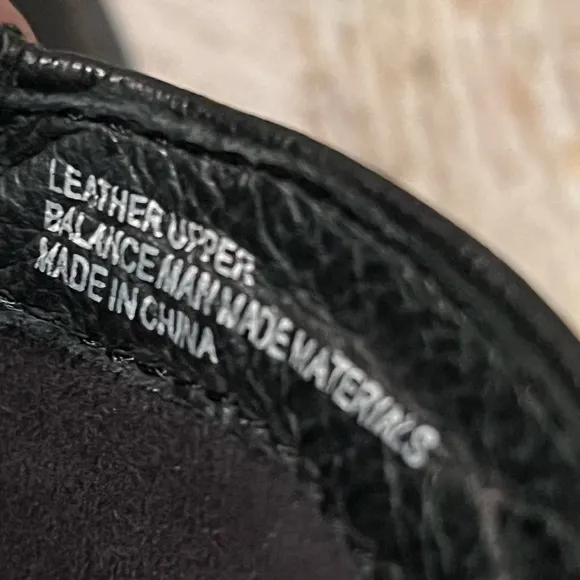 LEATHER UPPER
BALANCE MAN MADE MATERIALS
MADE IN CHINA